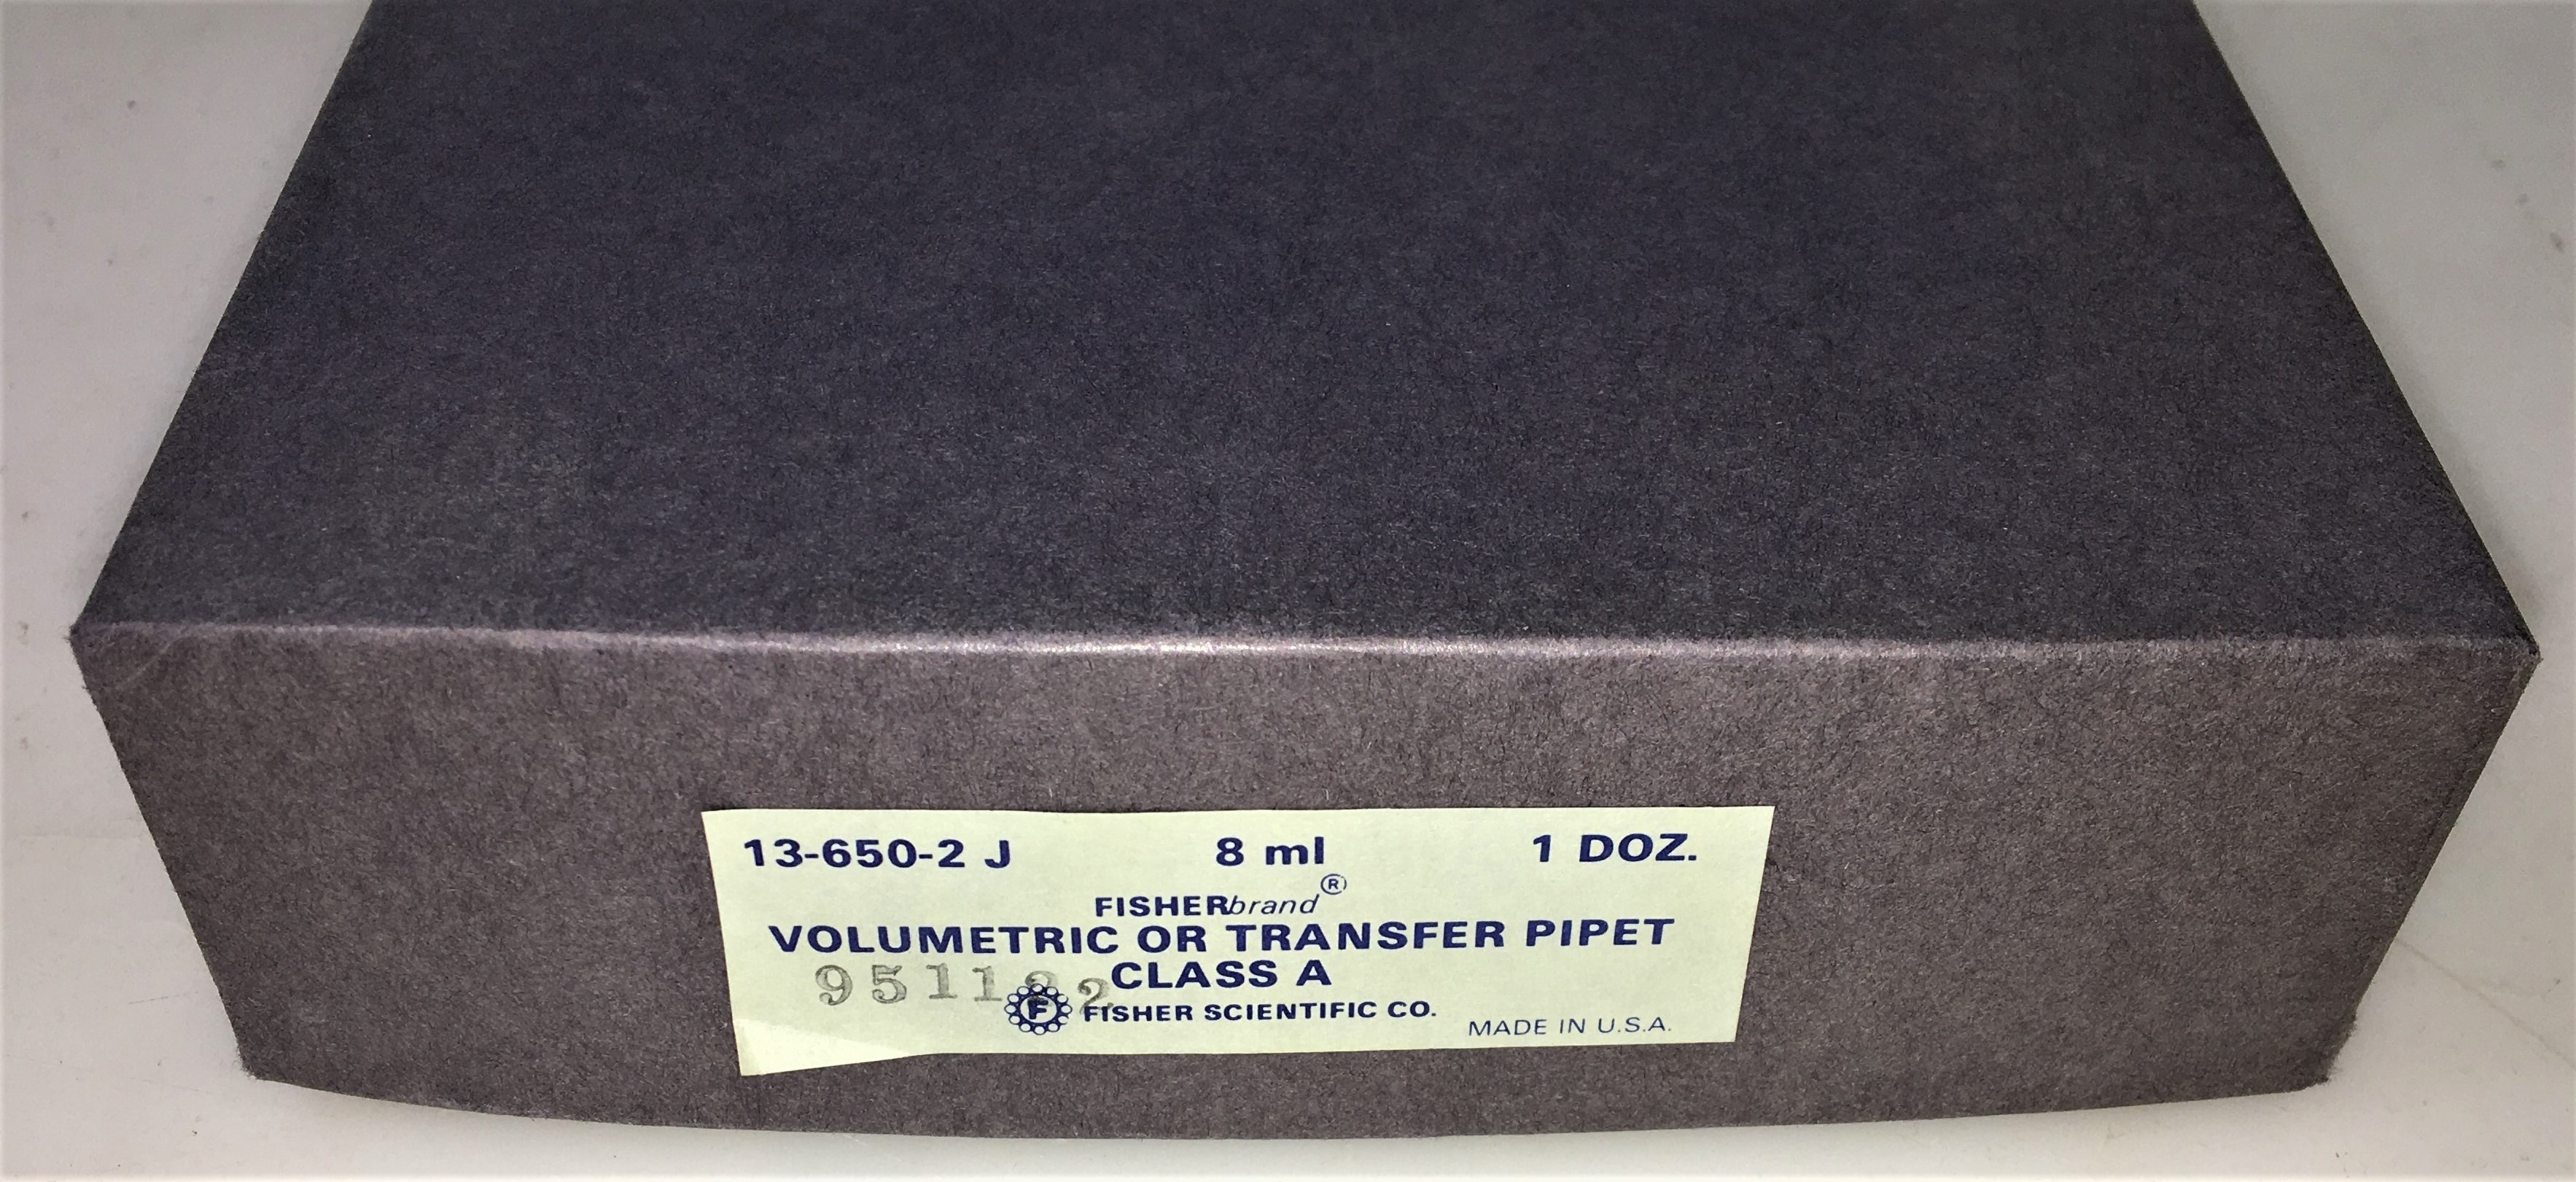 13-650-2 J 8 ml 1 DOZ.
FISHERbrand®
VOLUMETRIC OR TRANSFER PIPET
CLASS A
F FISHER SCIENTIFIC CO.
MADE IN U.S.A.